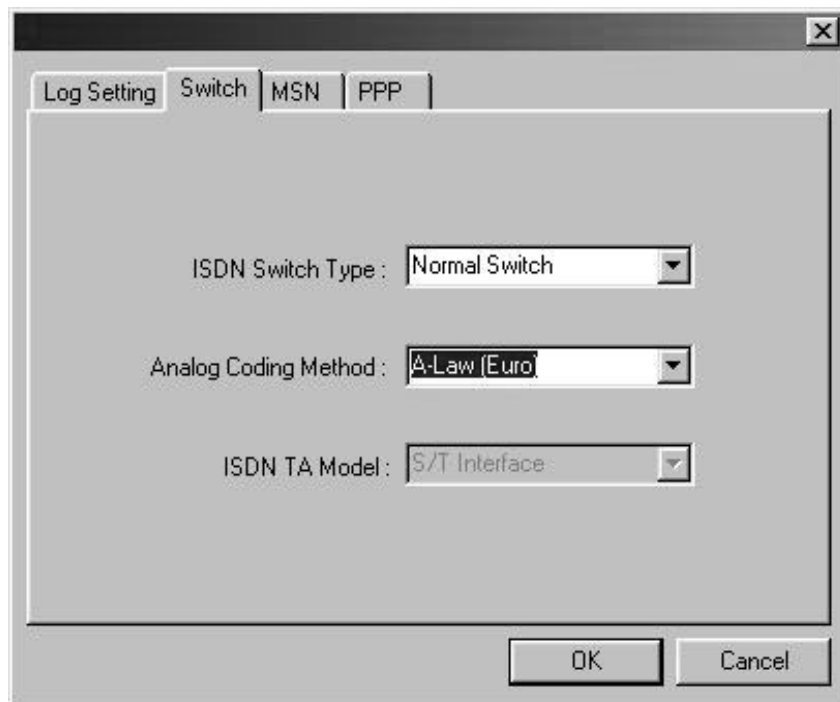 Log Setting Switch MSN PPP
ISDN Switch Type : Normal Switch
Analog Coding Method : A-Law (Euro)
ISDN TA Model : S/T Interface
OK Cancel